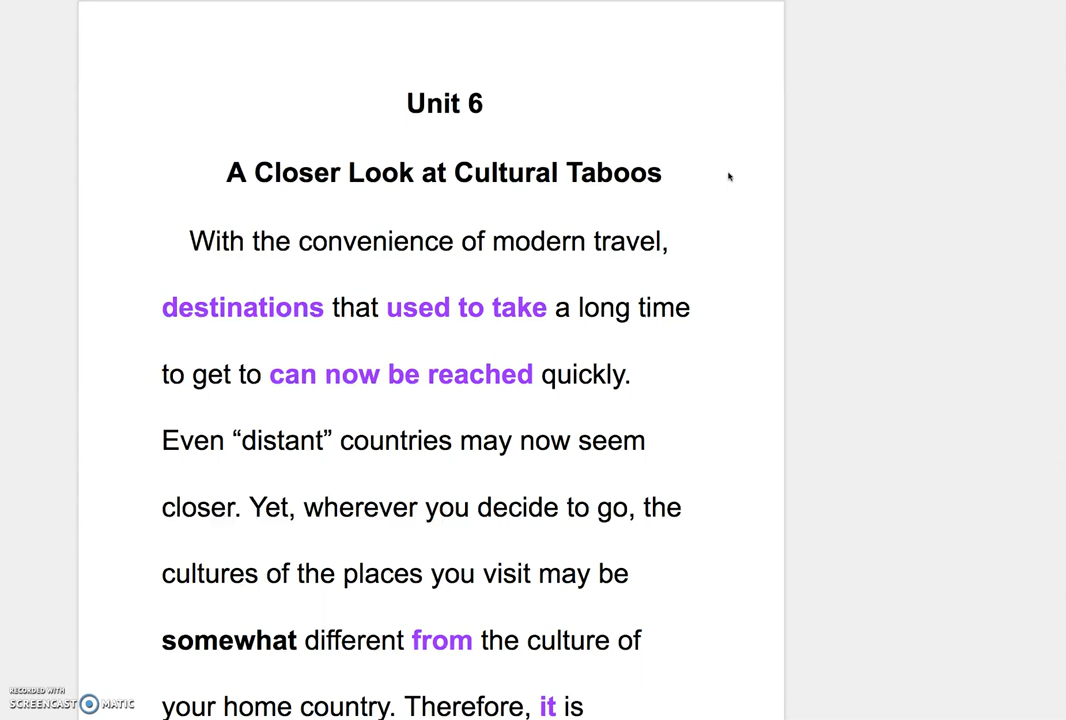 Unit 6
A Closer Look at Cultural Taboos
With the convenience of modern travel,
destinations that used to take a long time
to get to can now be reached quickly.
Even “distant” countries may now seem
closer. Yet, wherever you decide to go, the
cultures of the places you visit may be
somewhat different from the culture of
your home country. Therefore, it is
RECORDED WITH
SCREENCAST MATIC